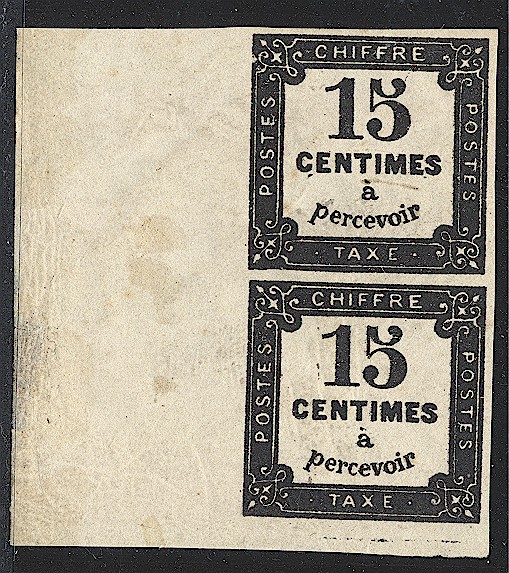 CHIFFRE
POSTES
15
CENTIMES
à
percevoir
POSTES
TAXE
CHIFFRE
POSTES
15
CENTIMES
à
percevoir
POSTES
TAXE